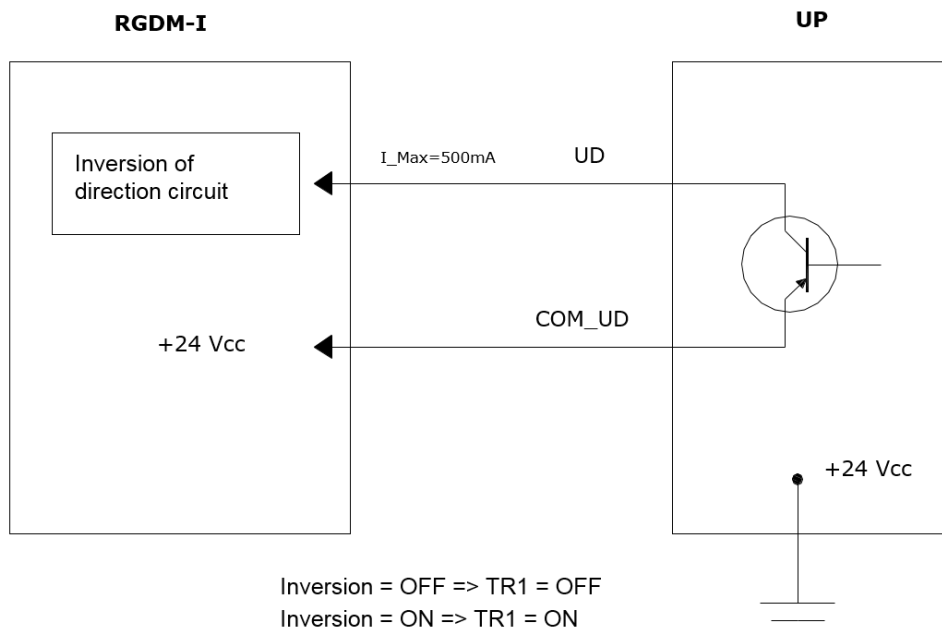 RGDM-I
UP
Inversion of
direction circuit
I_Max=500mA
UD
+24 Vcc
COM_UD
+24 Vcc
Inversion = OFF => TR1 = OFF
Inversion = ON => TR1 = ON